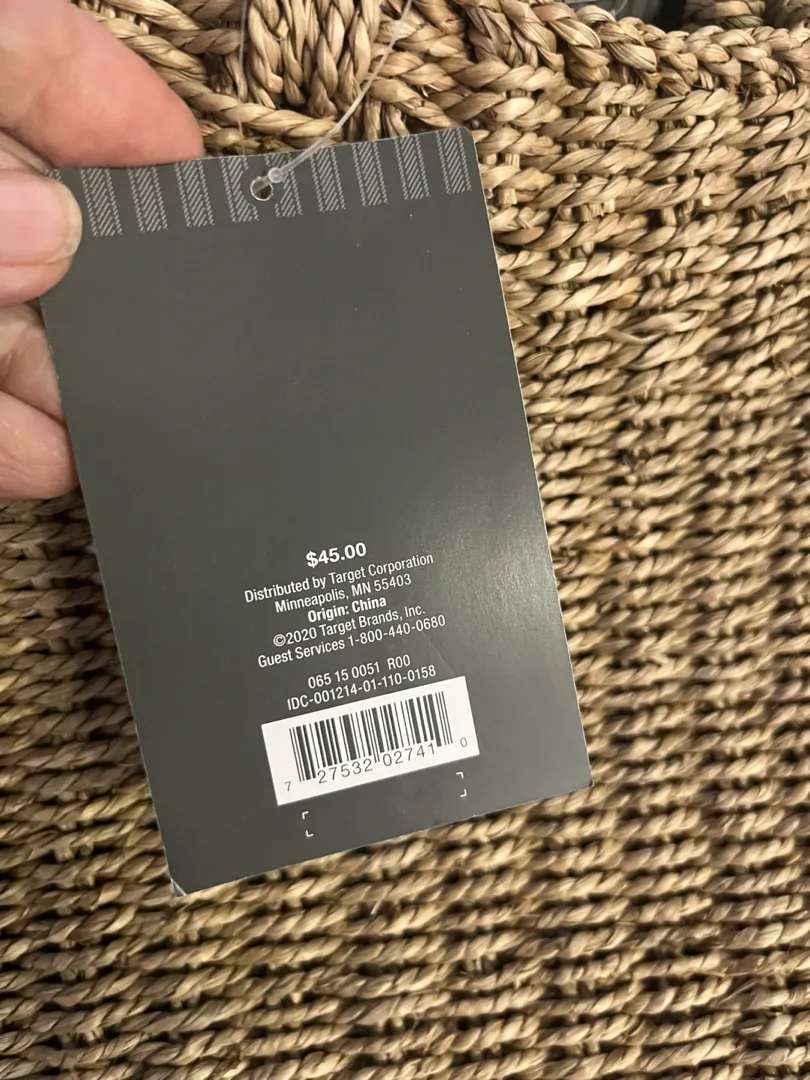 $45.00
Distributed by Target Corporation
Minneapolis, MN 55403
Origin: China
©2020 Target Brands, Inc.
Guest Services 1-800-440-0680
065 15 0051 R00
IDC-001214-01-110-0158
7 27532 02741 0